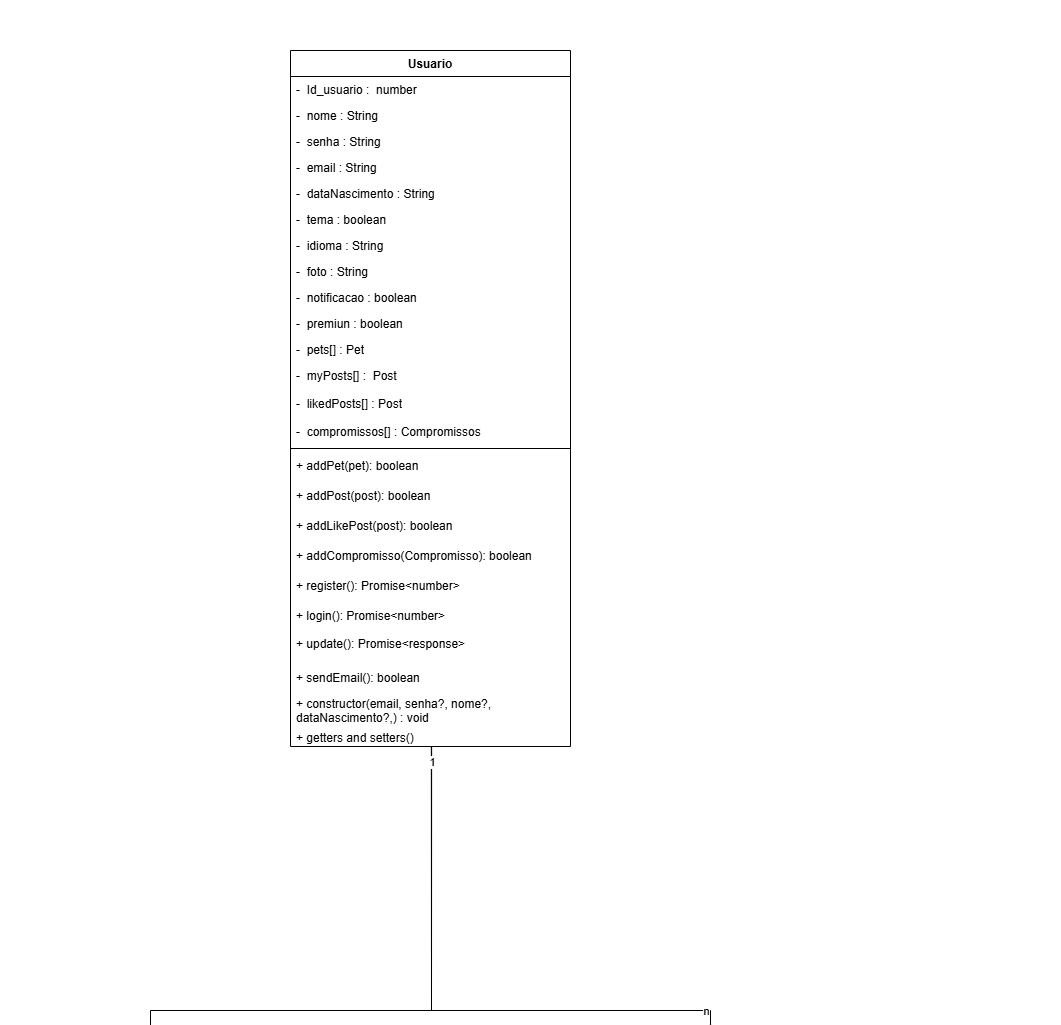 Usuario
- Id_usuario : number
- nome : String
- senha : String
- email : String
- dataNascimento : String
- tema : boolean
- idioma : String
- foto : String
- notificacao : boolean
- premiun : boolean
- pets[] : Pet
- myPosts[] : Post
- likedPosts[] : Post
- compromissos[] : Compromissos
+ addPet(pet): boolean
+ addPost(post): boolean
+ addLikePost(post): boolean
+ addCompromisso(Compromisso): boolean
+ register(): Promise<number>
+ login(): Promise<number>
+ update(): Promise<response>
+ sendEmail(): boolean
+ constructor(email, senha?, nome?,
dataNascimento?,) : void
+ getters and setters()
1
n